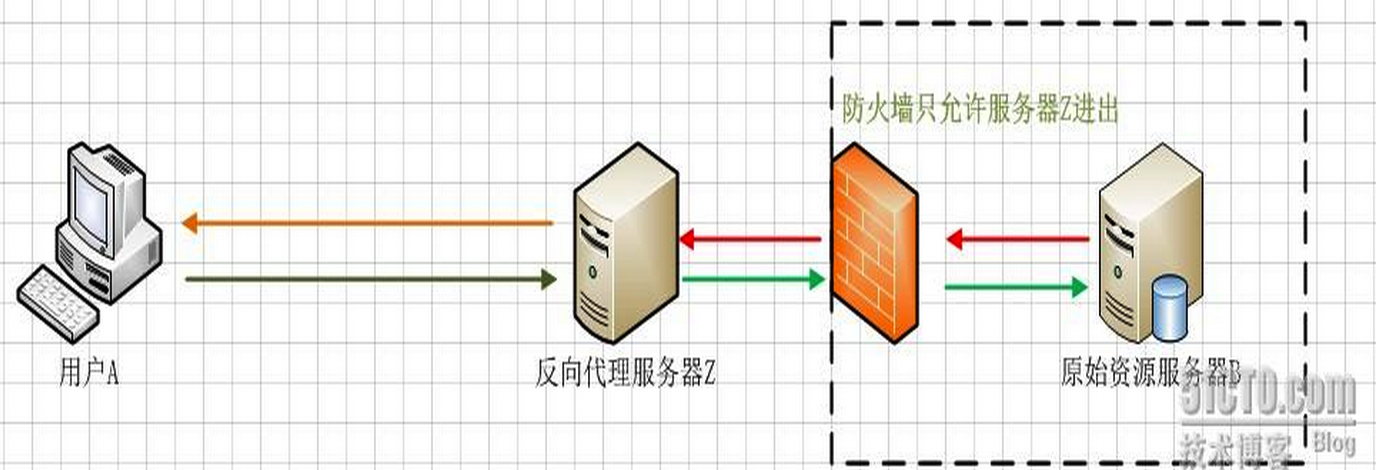 防火墙只允许服务器Z进出
用户A
反向代理服务器Z
原始资源服务器B
51CTO.com
技术博客 Blog